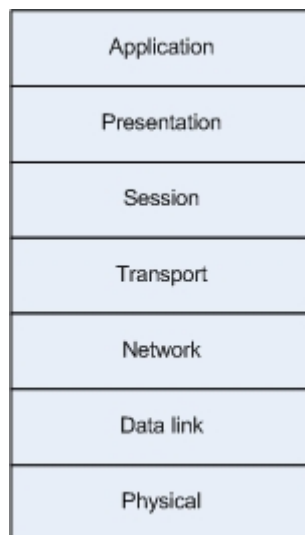 Application
Presentation
Session
Transport
Network
Data link
Physical